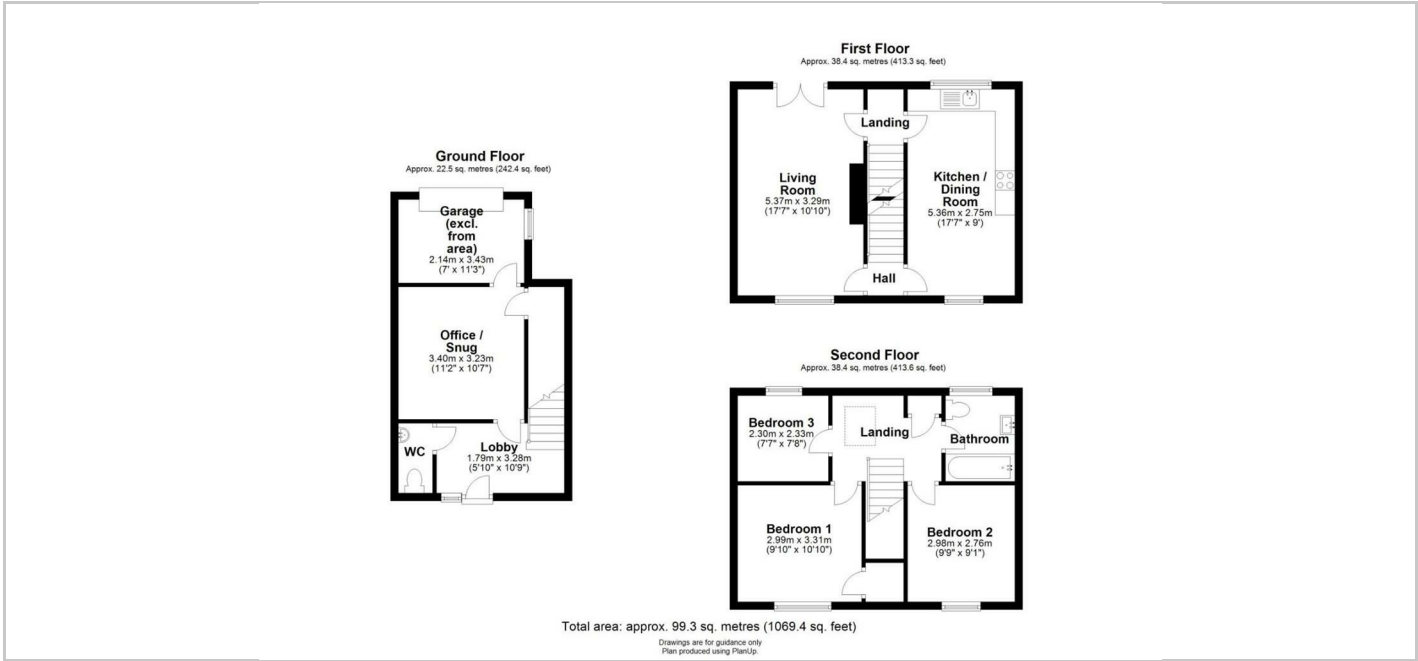 Ground Floor
Approx. 22.5 sq. metres (242.4 sq. feet)
Garage
(excl.
from
area)
2.14m x 3.43m
(7' x 11'3")
Office /
Snug
3.40m x 3.23m
(11'2" x 10'7")
WC
Lobby
1.79m x 3.28m
(5'10" x 10'9")
First Floor
Approx. 38.4 sq. metres (413.3 sq. feet)
Landing
Living
Room
5.37m x 3.29m
(17'7" x 10'10")
Kitchen /
Dining
Room
5.36m x 2.75m
(17'7" x 9')
Hall
Second Floor
Approx. 38.4 sq. metres (413.6 sq. feet)
Bedroom 3
2.30m x 2.33m
(7'7" x 7'8")
Landing
Bathroom
Bedroom 1
2.99m x 3.31m
(9'10" x 10'10")
Bedroom 2
2.98m x 2.76m
(9'9" x 9'1")
Total area: approx. 99.3 sq. metres (1069.4 sq. feet)
Drawings are for guidance only
Plan produced using PlanUp.